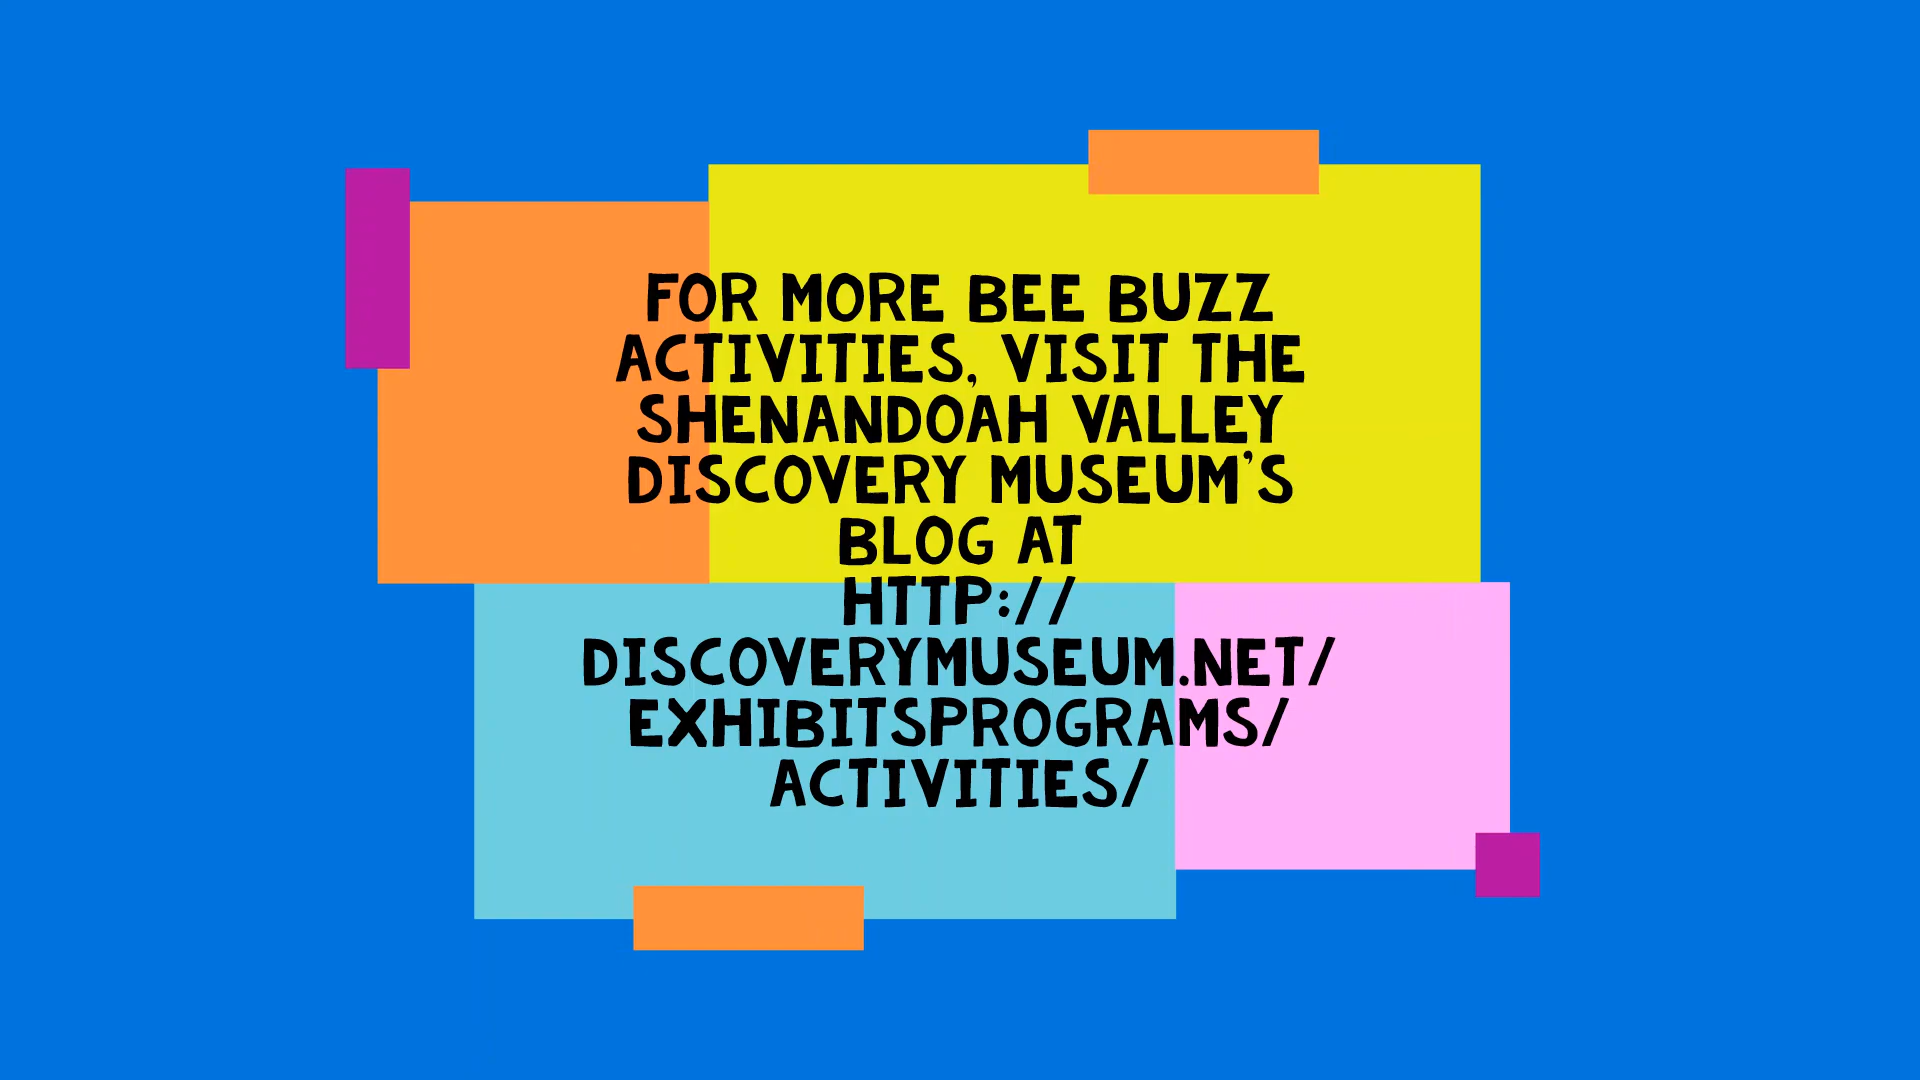 FOR MORE BEE BUZZ
ACTIVITIES, VISIT THE
SHENANDOAH VALLEY
DISCOVERY MUSEUM'S
BLOG AT
HTTP://
DISCOVERYMUSEUM.NET/
EXHIBITSPROGRAMS/
ACTIVITIES/